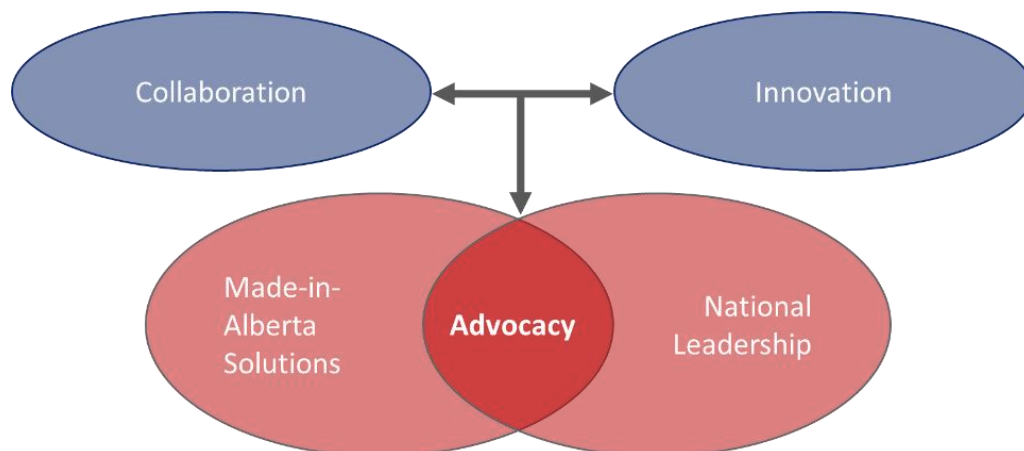 Collaboration
Innovation
Made-in-
Alberta
Solutions
Advocacy
National
Leadership